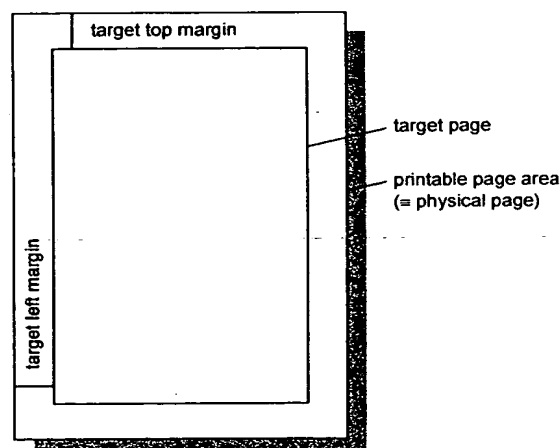 target top margin
target page
printable page area
(≡ physical page)
target left margin